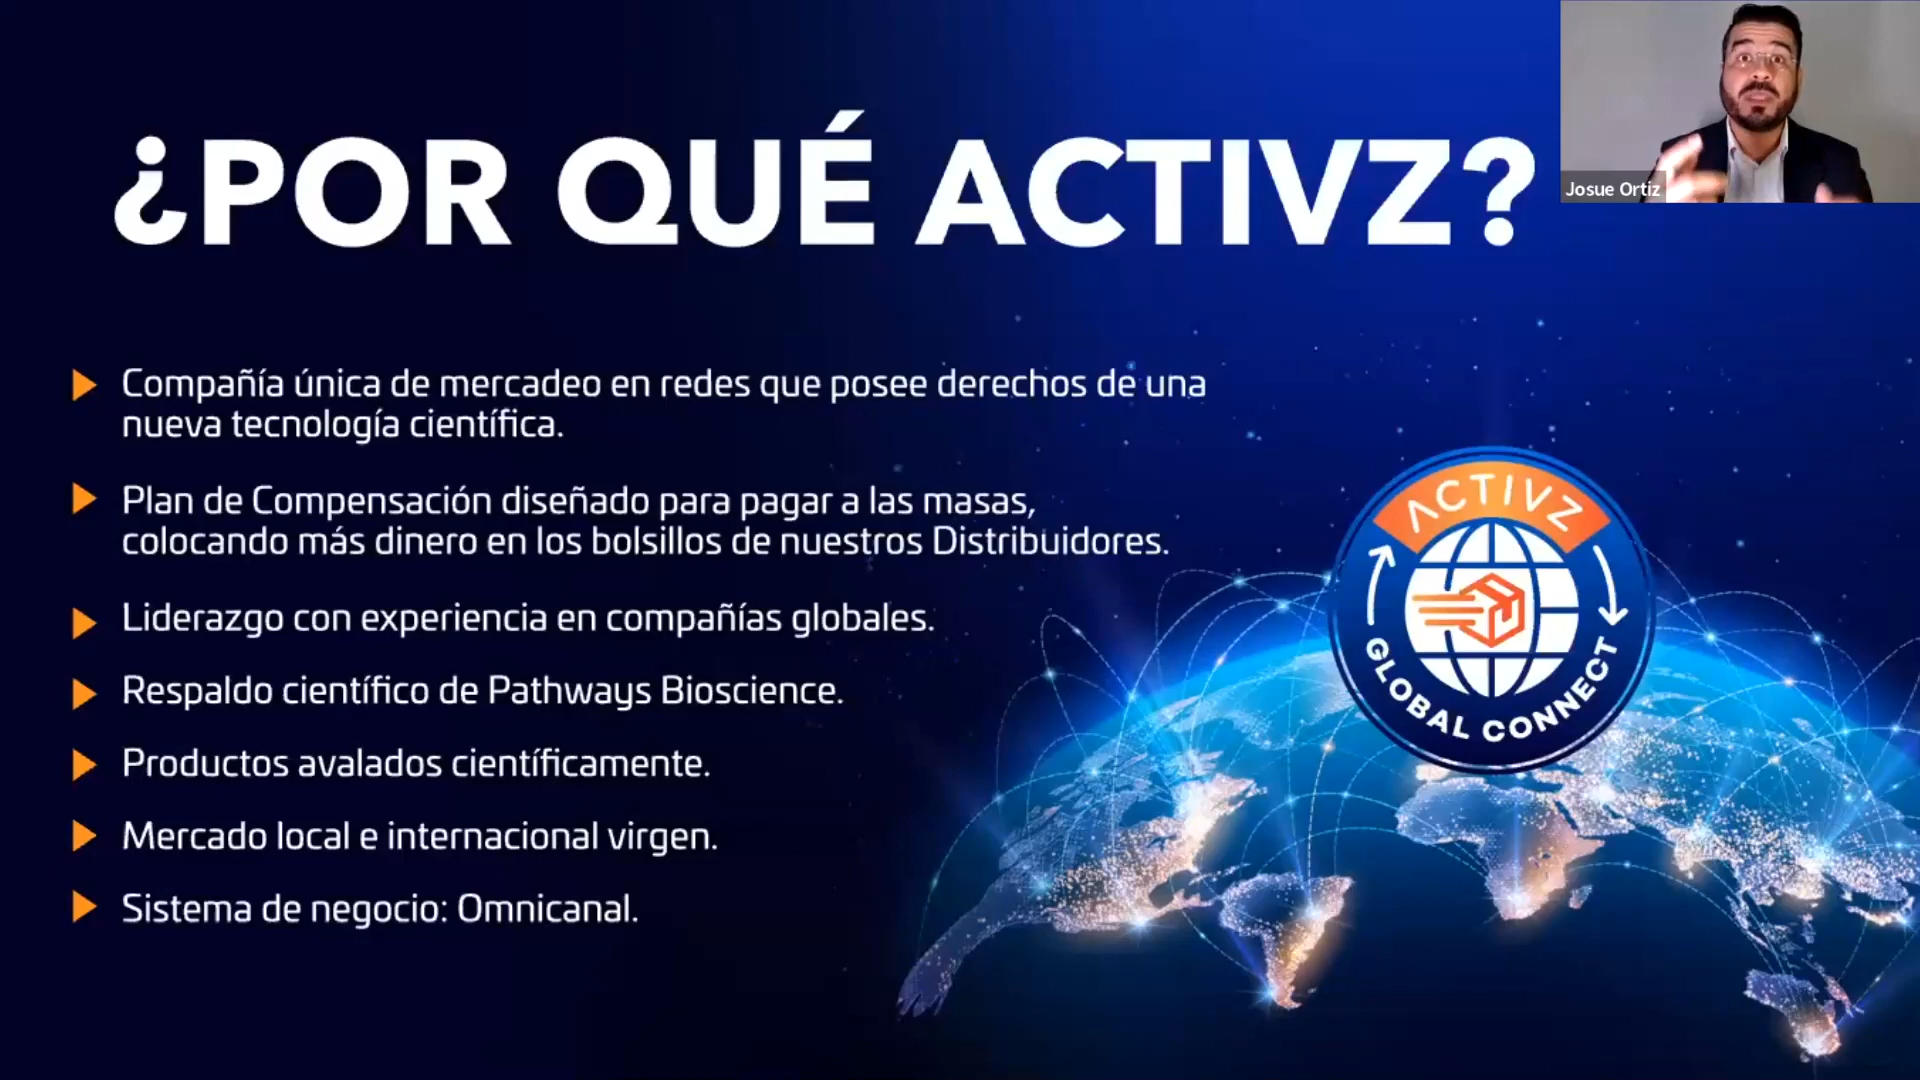 ¿POR QUÉ ACTIVZ?
Josue Ortiz
Compañía única de mercadeo en redes que posee derechos de una
nueva tecnología científica.
Plan de Compensación diseñado para pagar a las masas,
colocando más dinero en los bolsillos de nuestros Distribuidores.
Liderazgo con experiencia en compañías globales.
Respaldo científico de Pathways Bioscience.
Productos avalados científicamente.
Mercado local e internacional virgen.
Sistema de negocio: Omnicanal.
ACTIVZ
GLOBAL CONNECT